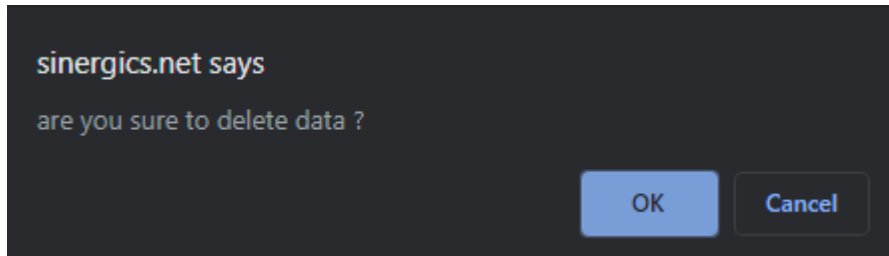 sinergics.net says
are you sure to delete data ?
OK Cancel